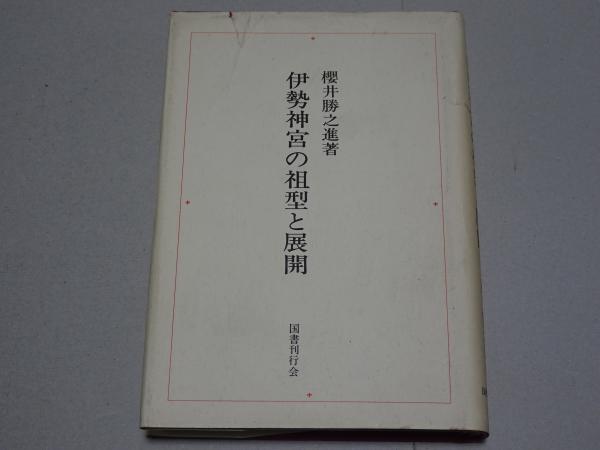 櫻井勝之進著
伊勢神宮の祖型と展開
国書刊行会